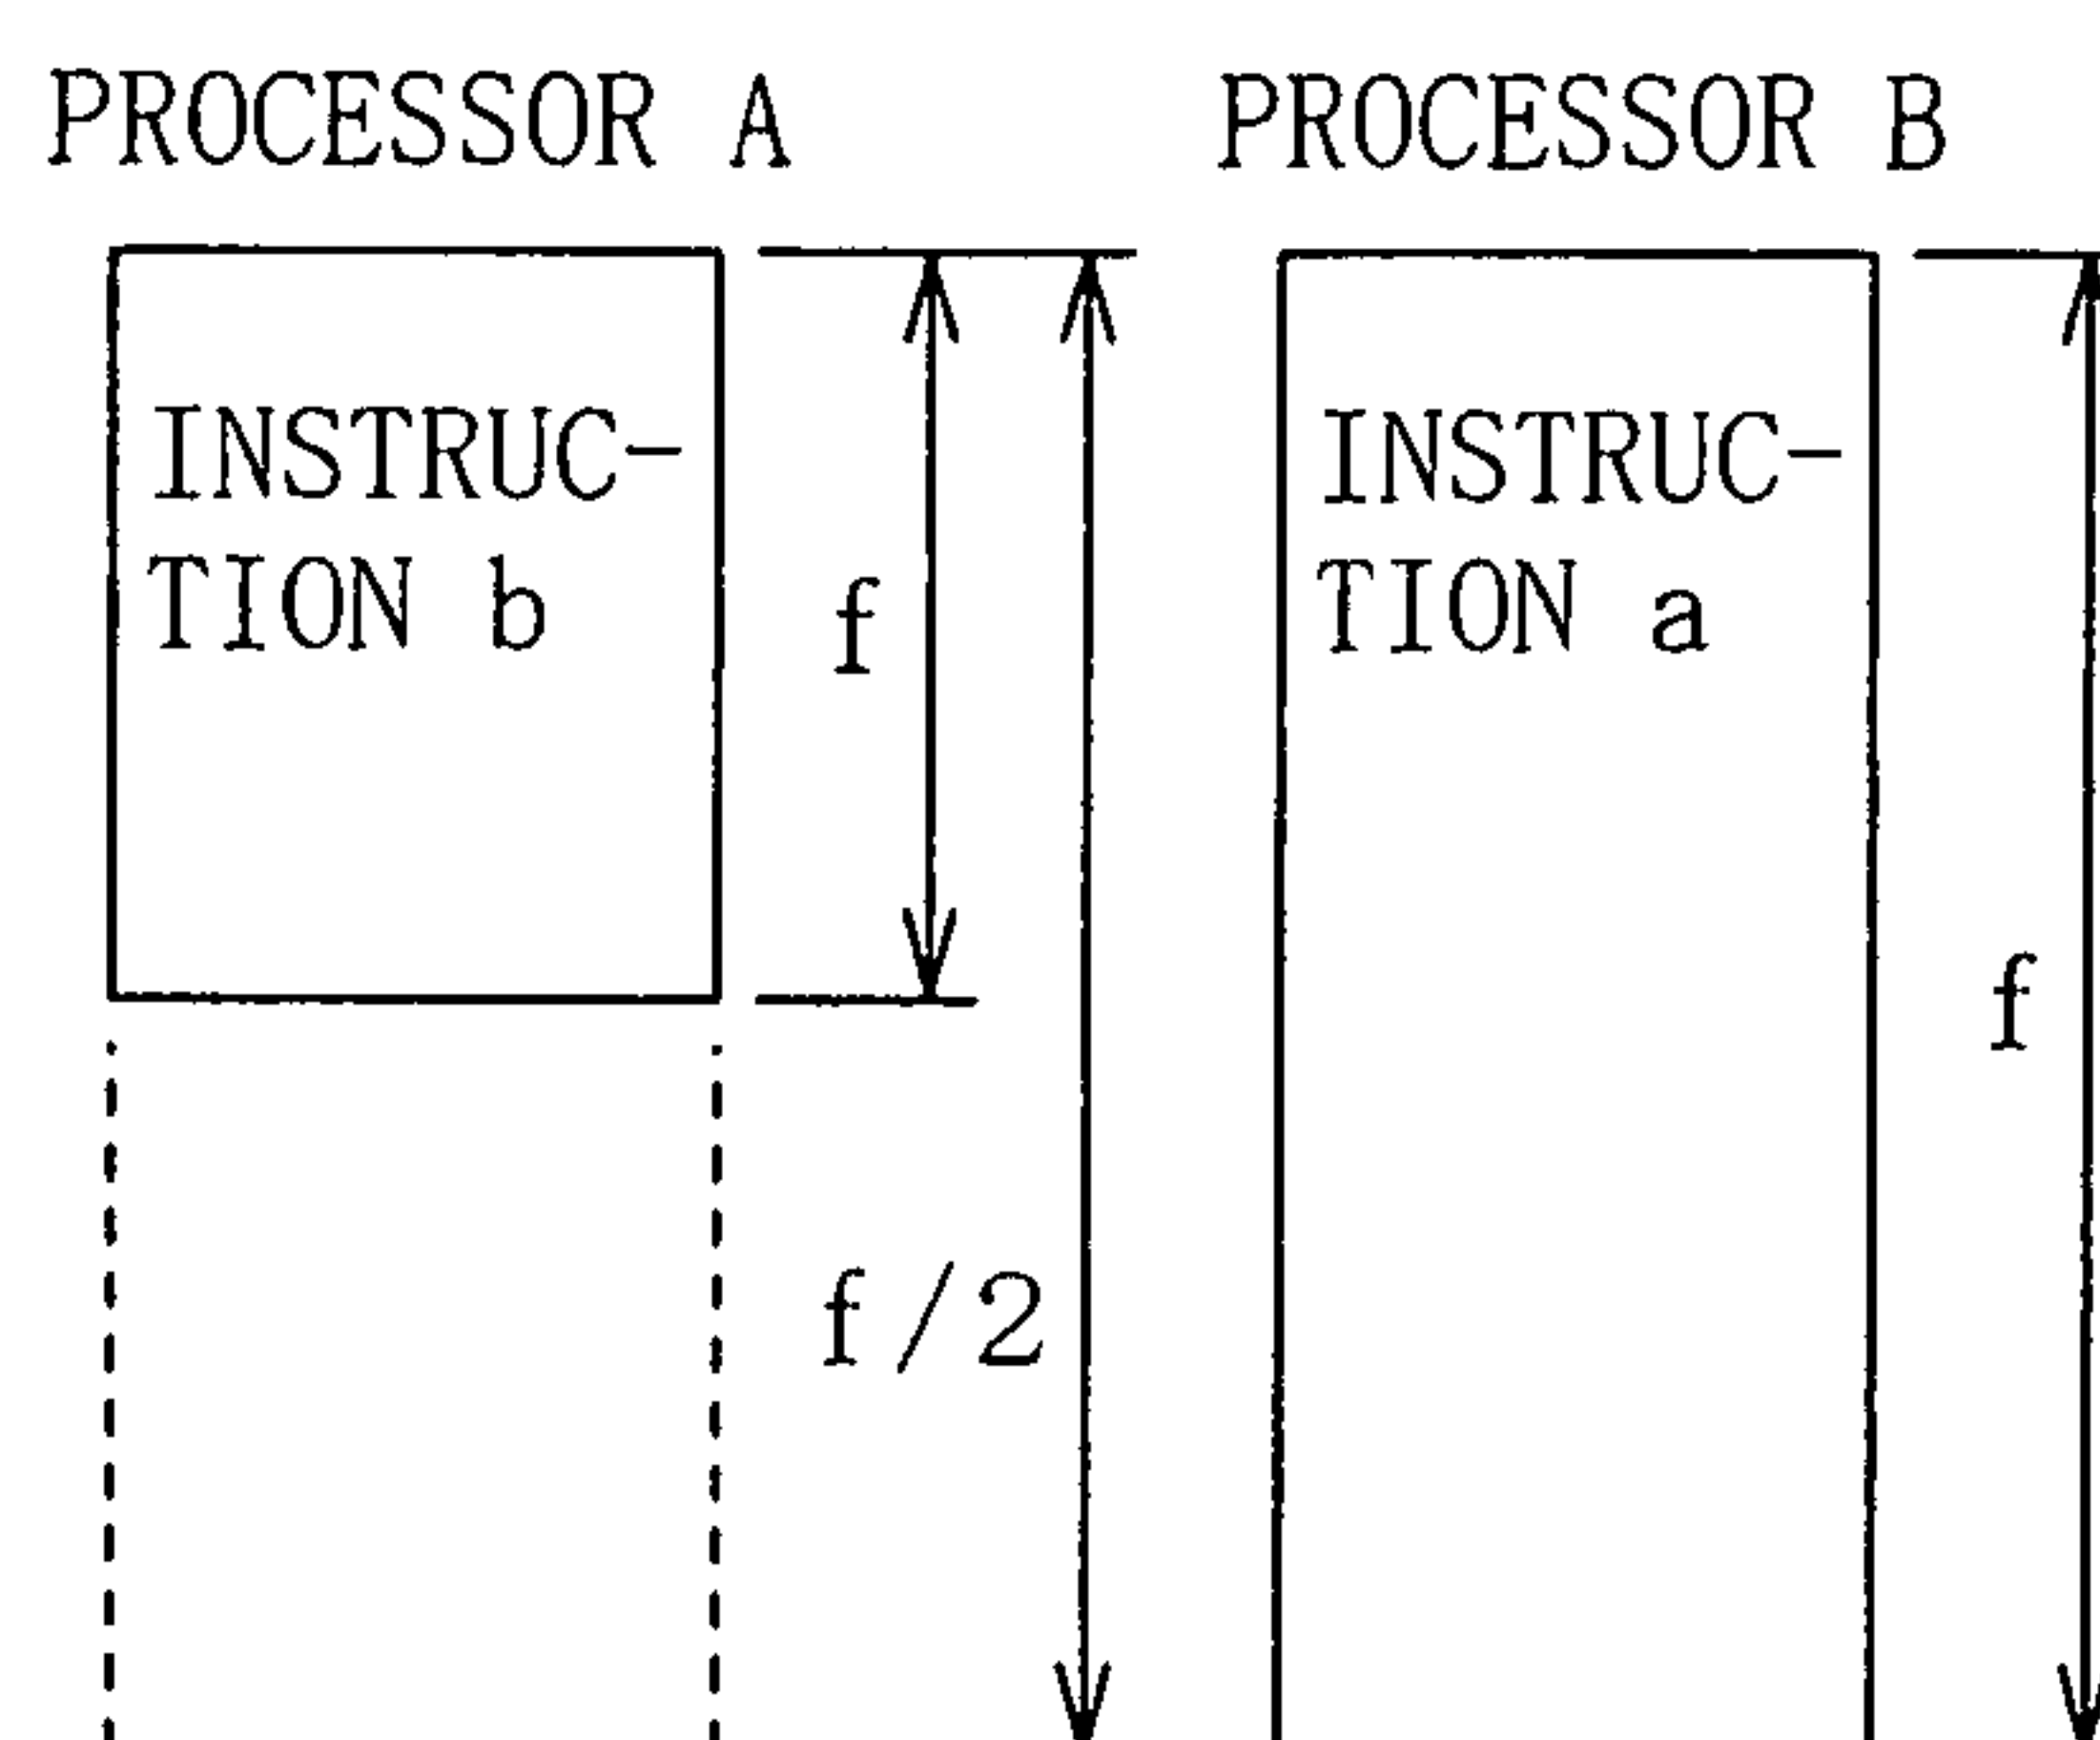 PROCESSOR A
PROCESSOR B
INSTRUC-
TION b
f
f/2
INSTRUC-
TION a
f